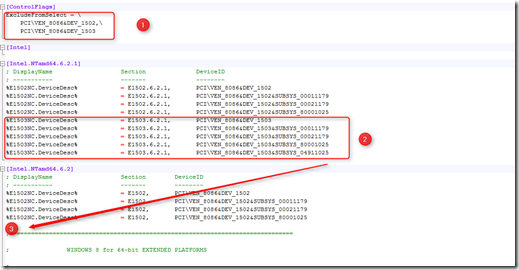 [ControlFlags]
ExcludeFromSelect = \
PCI\VEN_8086&DEV_1502,\
PCI\VEN_8086&DEV_1503
1
[Intel]
[Intel.NTamd64.6.2.1]
; DisplayName Section DeviceID
; ----------- ------- --------
%E1502NC.DeviceDesc% = E1502.6.2.1, PCI\VEN_8086&DEV_1502
%E1502NC.DeviceDesc% = E1502.6.2.1, PCI\VEN_8086&DEV_1502&SUBSYS_00011179
%E1502NC.DeviceDesc% = E1502.6.2.1, PCI\VEN_8086&DEV_1502&SUBSYS_00021179
%E1502NC.DeviceDesc% = E1502.6.2.1, PCI\VEN_8086&DEV_1502&SUBSYS_80001025
%E1503NC.DeviceDesc% = E1503.6.2.1, PCI\VEN_8086&DEV_1503
%E1503NC.DeviceDesc% = E1503.6.2.1, PCI\VEN_8086&DEV_1503&SUBSYS_00011179
%E1503NC.DeviceDesc% = E1503.6.2.1, PCI\VEN_8086&DEV_1503&SUBSYS_00021179
%E1503NC.DeviceDesc% = E1503.6.2.1, PCI\VEN_8086&DEV_1503&SUBSYS_80001025
%E1503NC.DeviceDesc% = E1503.6.2.1, PCI\VEN_8086&DEV_1503&SUBSYS_04911025
2
[Intel.NTamd64.6.2]
; DisplayName Section DeviceID
; ----------- ------- --------
%E1502NC.DeviceDesc% = E1502, PCI\VEN_8086&DEV_1502
%E1502NC.DeviceDesc% = E1502, PCI\VEN_8086&DEV_1502&SUBSYS_00011179
%E1502NC.DeviceDesc% = E1502, PCI\VEN_8086&DEV_1502&SUBSYS_00021179
%E1502NC.DeviceDesc% = E1502, PCI\VEN_8086&DEV_1502&SUBSYS_80001025
3
; WINDOWS 8 for 64-bit EXTENDED PLATFORMS
;